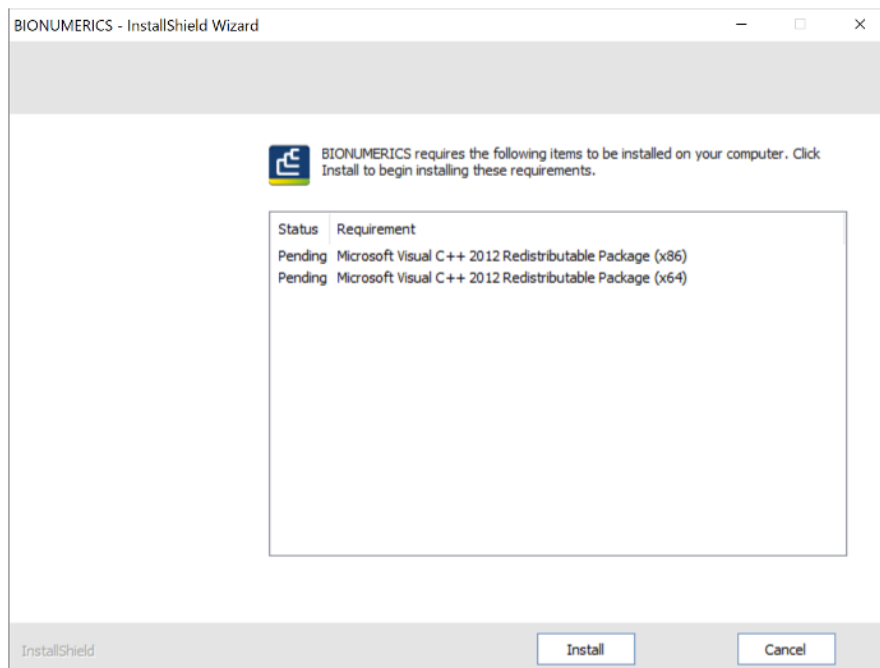 BIONUMERICS - InstallShield Wizard
BIONUMERICS requires the following items to be installed on your computer. Click
Install to begin installing these requirements.
Status Requirement
Pending Microsoft Visual C++ 2012 Redistributable Package (x86)
Pending Microsoft Visual C++ 2012 Redistributable Package (x64)
InstallShield
Install
Cancel